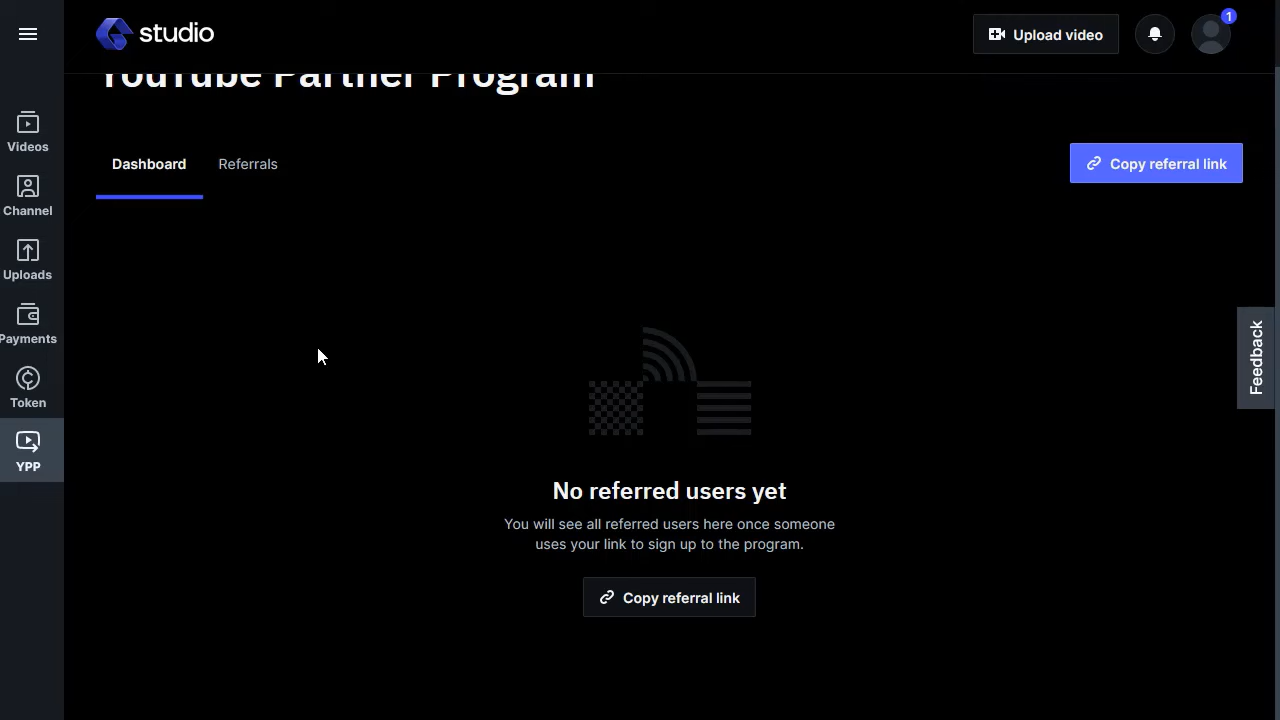 studio
Upload video
1
YouTube Partner Program
Videos
Channel
Uploads
Payments
Token
YPP
Dashboard
Referrals
Copy referral link
Feedback
No referred users yet
You will see all referred users here once someone
uses your link to sign up to the program.
Copy referral link